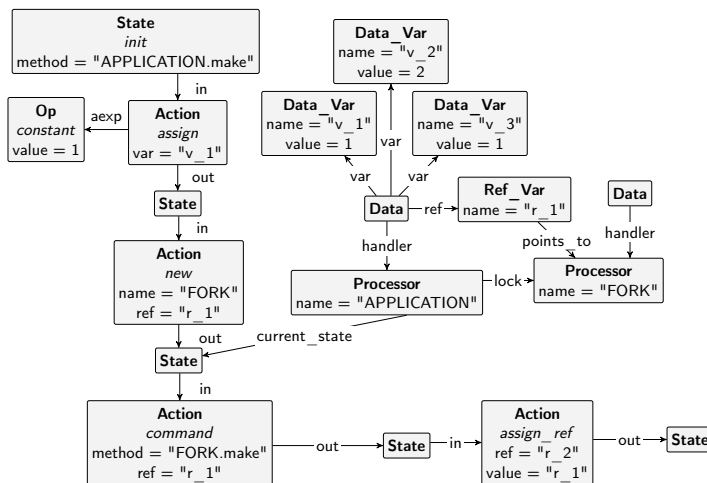 State
init
method = "APPLICATION.make"
in
Op
constant
value = 1
aexp
Action
assign
var = "v_1"
out
State
in
Action
new
name = "FORK"
ref = "r_1"
out
State
in
Action
command
method = "FORK.make"
ref = "r_1"
out
State
in
Action
assign_ref
ref = "r_2"
value = "r_1"
out
State
Data_Var
name = "v_2"
value = 2
Data_Var
name = "v_1"
value = 1
Data_Var
name = "v_3"
value = 1
var
var
var
Data
ref
Ref_Var
name = "r_1"
Data
handler
points_to
handler
Processor
name = "APPLICATION"
lock
Processor
name = "FORK"
current_state